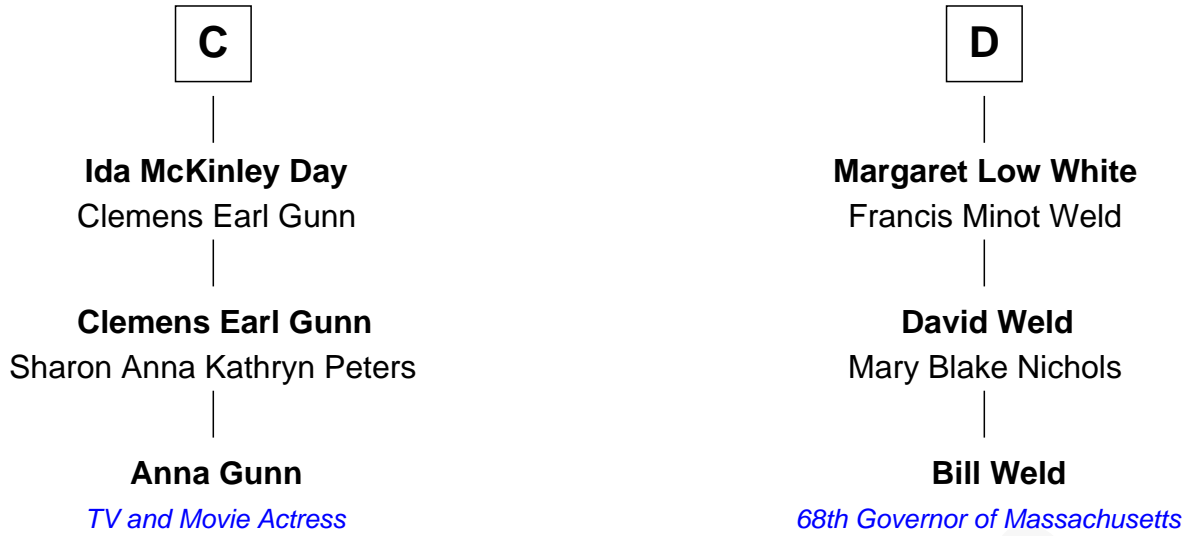 C
Ida McKinley Day
Clemens Earl Gunn
Clemens Earl Gunn
Sharon Anna Kathryn Peters
Anna Gunn
TV and Movie Actress
D
Margaret Low White
Francis Minot Weld
David Weld
Mary Blake Nichols
Bill Weld
68th Governor of Massachusetts